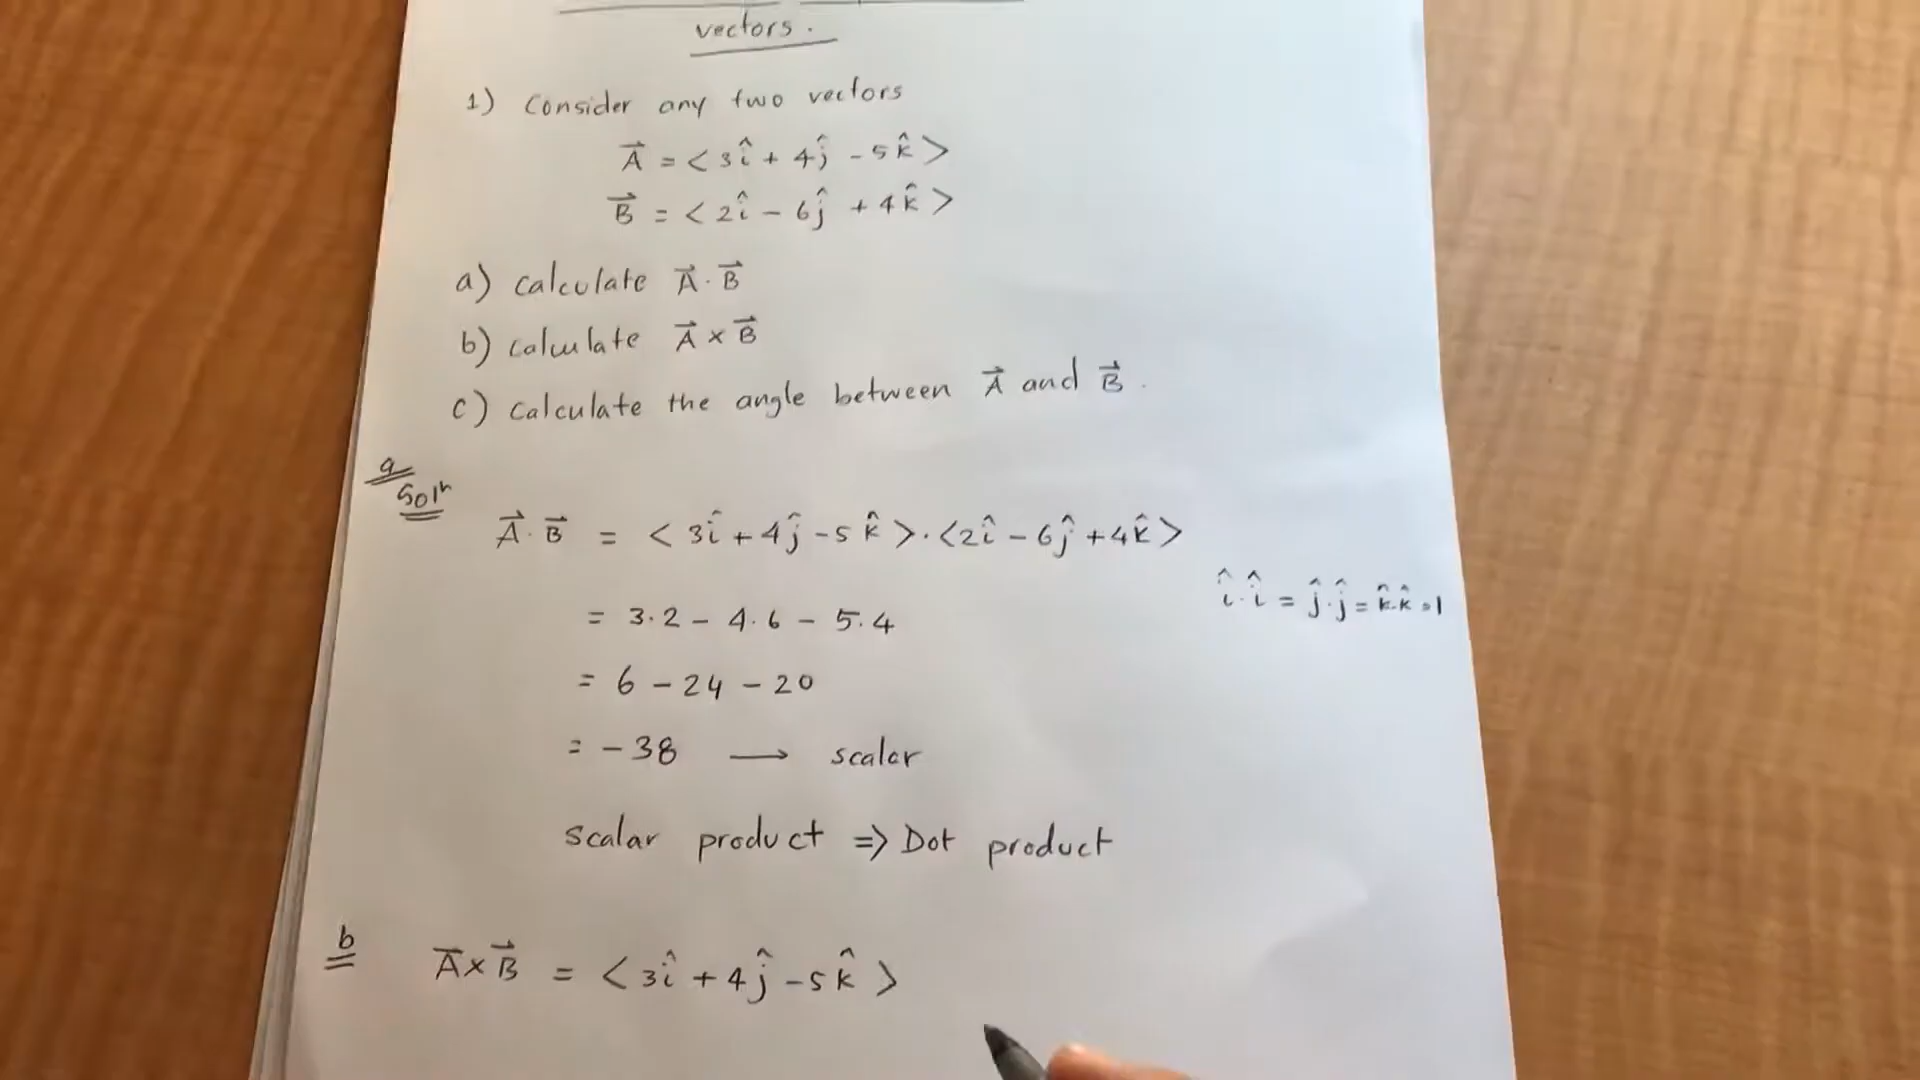 vectors.
1) Consider any two vectors
A⃗ = < 3î + 4ĵ - 5k̂ >
B⃗ = < 2î - 6ĵ + 4k̂ >
a) calculate A⃗ · B⃗
b) calculate A⃗ × B⃗
c) Calculate the angle between A⃗ and B⃗.
a
Solⁿ
A⃗ · B⃗ = < 3î + 4ĵ - 5k̂ > · < 2î - 6ĵ + 4k̂ >
î·î = ĵ·ĵ = k̂·k̂ = 1
= 3·2 - 4·6 - 5·4
= 6 - 24 - 20
= - 38 ⟶ scalar
scalar product ⇒ Dot product
b
A⃗ × B⃗ = < 3î + 4ĵ - 5k̂ >